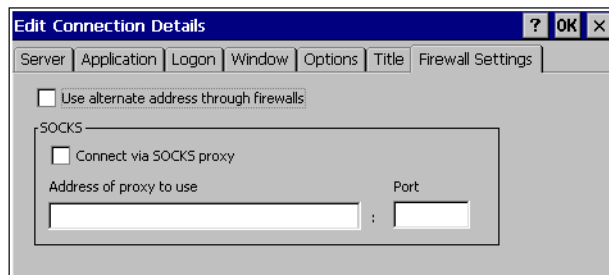 Edit Connection Details ? OK ×
Server Application Logon Window Options Title Firewall Settings
Use alternate address through firewalls
SOCKS
Connect via SOCKS proxy
Address of proxy to use Port
: